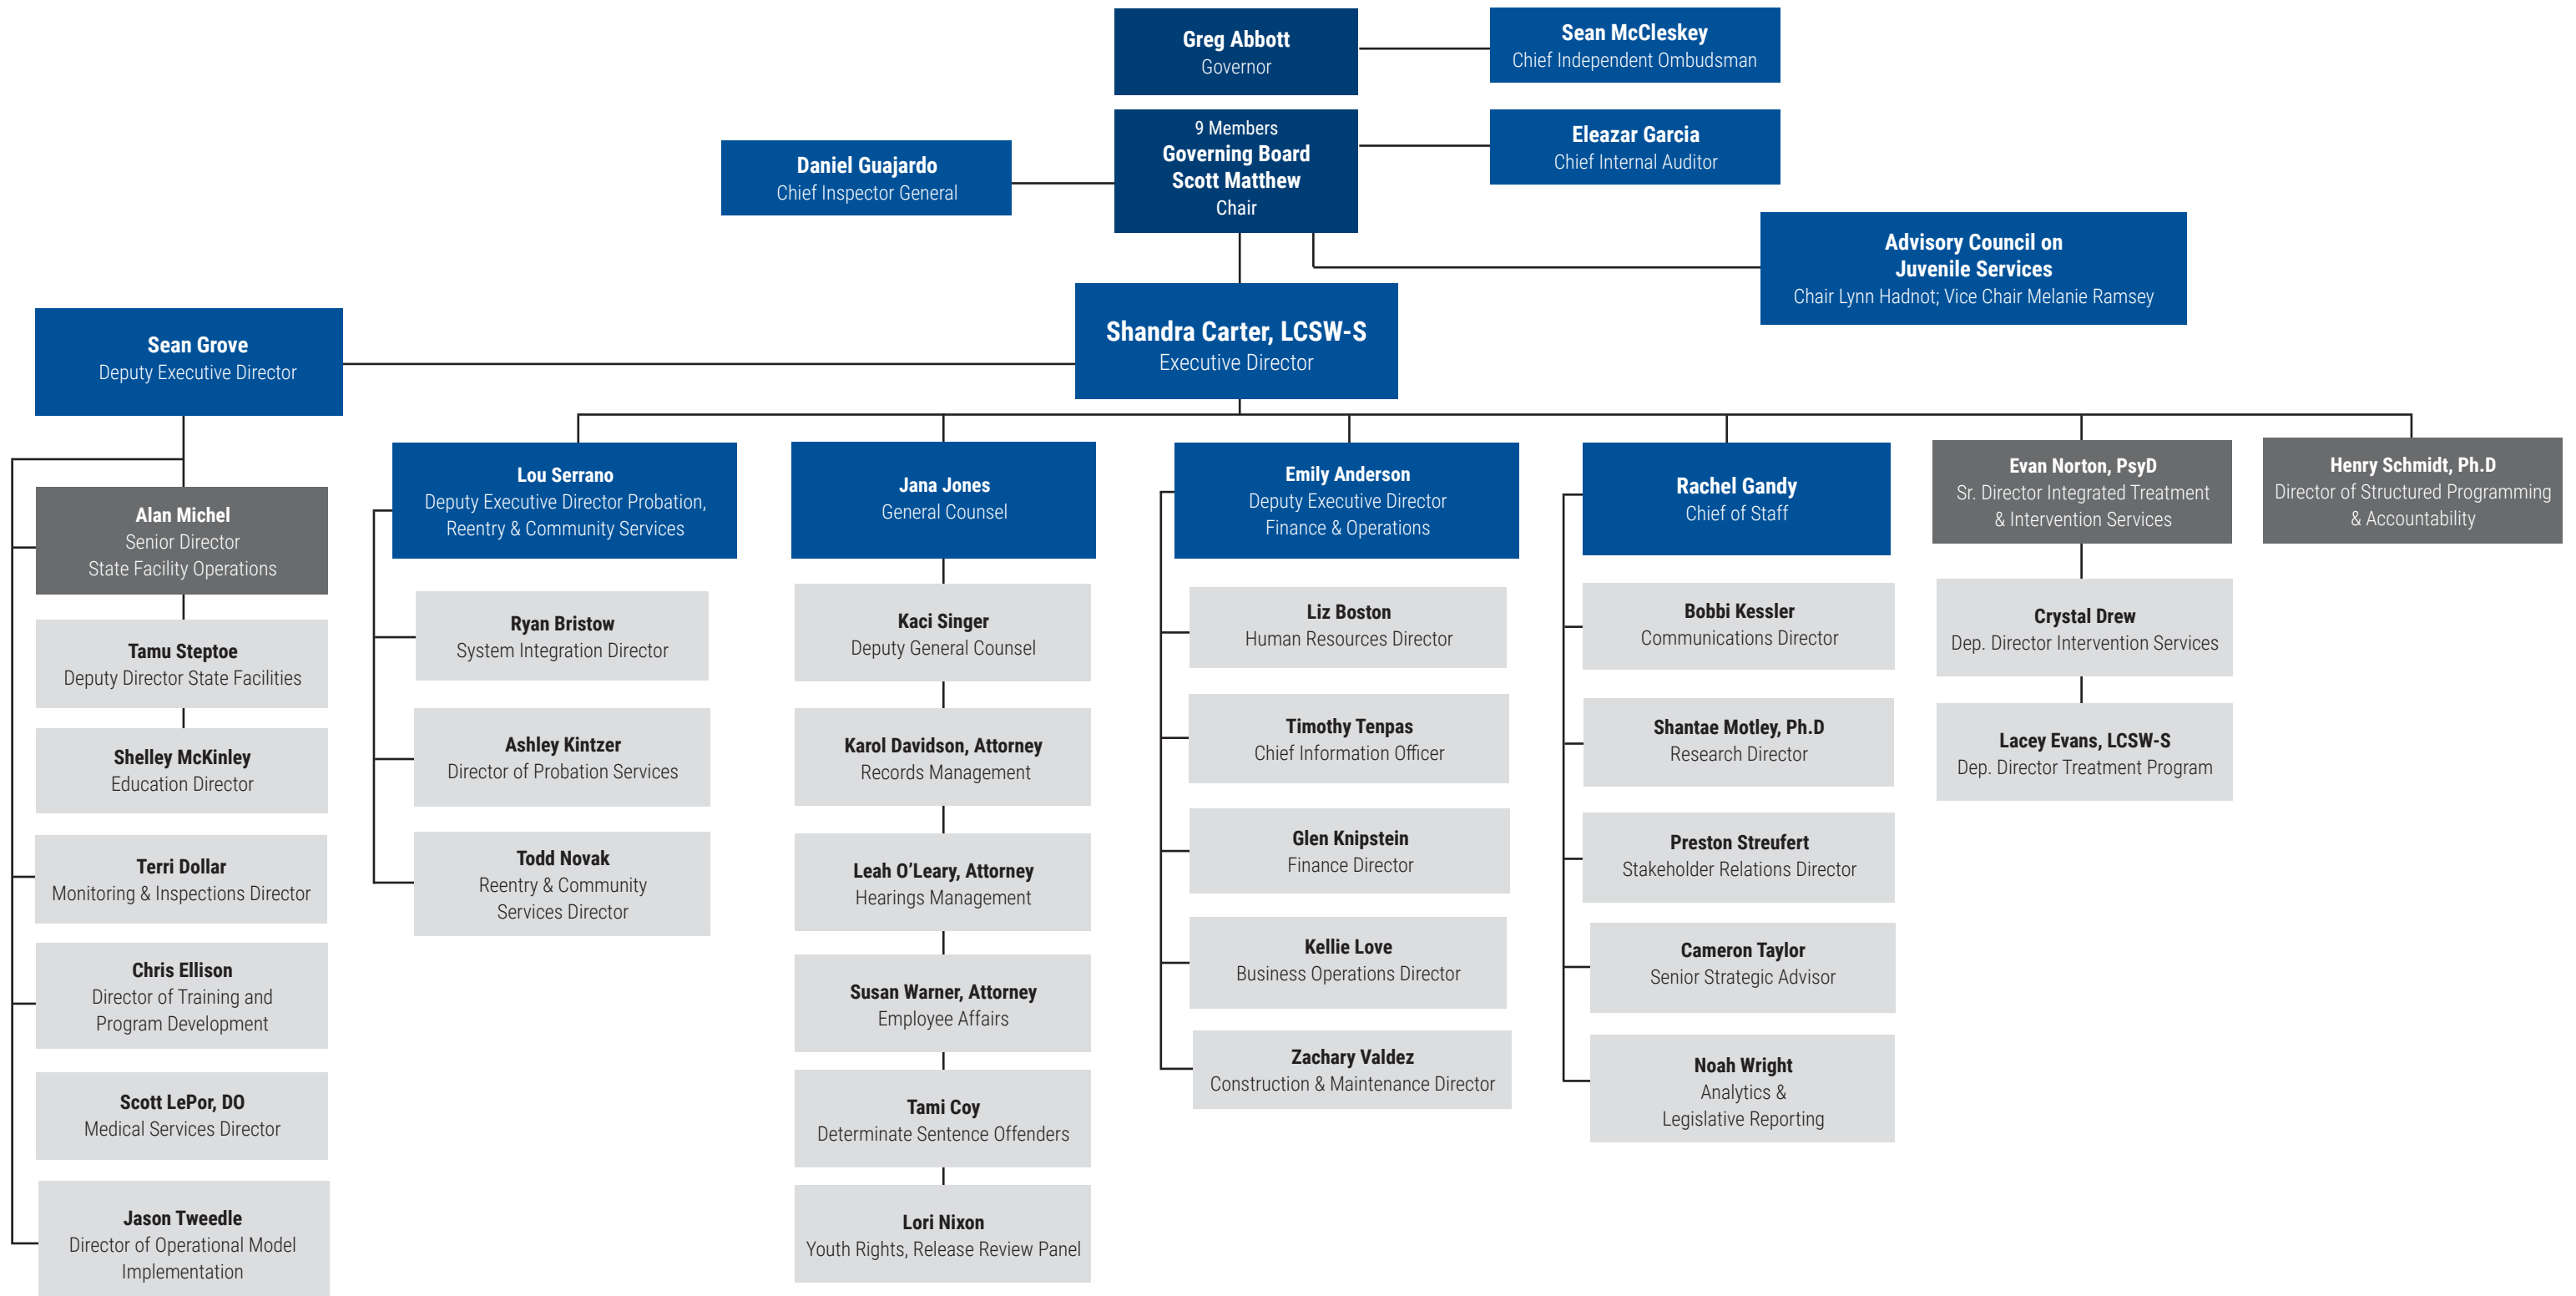 Greg Abbott
Governor
Sean McCleskey
Chief Independent Ombudsman
9 Members
Governing Board
Scott Matthew
Chair
Eleazar Garcia
Chief Internal Auditor
Daniel Guajardo
Chief Inspector General
Advisory Council on
Juvenile Services
Chair Lynn Hadnot; Vice Chair Melanie Ramsey
Shandra Carter, LCSW-S
Executive Director
Sean Grove
Deputy Executive Director
Alan Michel
Senior Director
State Facility Operations
Tamu Steptoe
Deputy Director State Facilities
Shelley McKinley
Education Director
Terri Dollar
Monitoring & Inspections Director
Chris Ellison
Director of Training and
Program Development
Scott LePor, DO
Medical Services Director
Jason Tweedle
Director of Operational Model
Implementation
Lou Serrano
Deputy Executive Director Probation,
Reentry & Community Services
Ryan Bristow
System Integration Director
Ashley Kintzer
Director of Probation Services
Todd Novak
Reentry & Community
Services Director
Jana Jones
General Counsel
Kaci Singer
Deputy General Counsel
Karol Davidson, Attorney
Records Management
Leah O'Leary, Attorney
Hearings Management
Susan Warner, Attorney
Employee Affairs
Tami Coy
Determinate Sentence Offenders
Lori Nixon
Youth Rights, Release Review Panel
Emily Anderson
Deputy Executive Director
Finance & Operations
Liz Boston
Human Resources Director
Timothy Tenpas
Chief Information Officer
Glen Knipstein
Finance Director
Kellie Love
Business Operations Director
Zachary Valdez
Construction & Maintenance Director
Rachel Gandy
Chief of Staff
Bobbi Kessler
Communications Director
Shantae Motley, Ph.D
Research Director
Preston Streufert
Stakeholder Relations Director
Cameron Taylor
Senior Strategic Advisor
Noah Wright
Analytics &
Legislative Reporting
Evan Norton, PsyD
Sr. Director Integrated Treatment
& Intervention Services
Crystal Drew
Dep. Director Intervention Services
Lacey Evans, LCSW-S
Dep. Director Treatment Program
Henry Schmidt, Ph.D
Director of Structured Programming
& Accountability